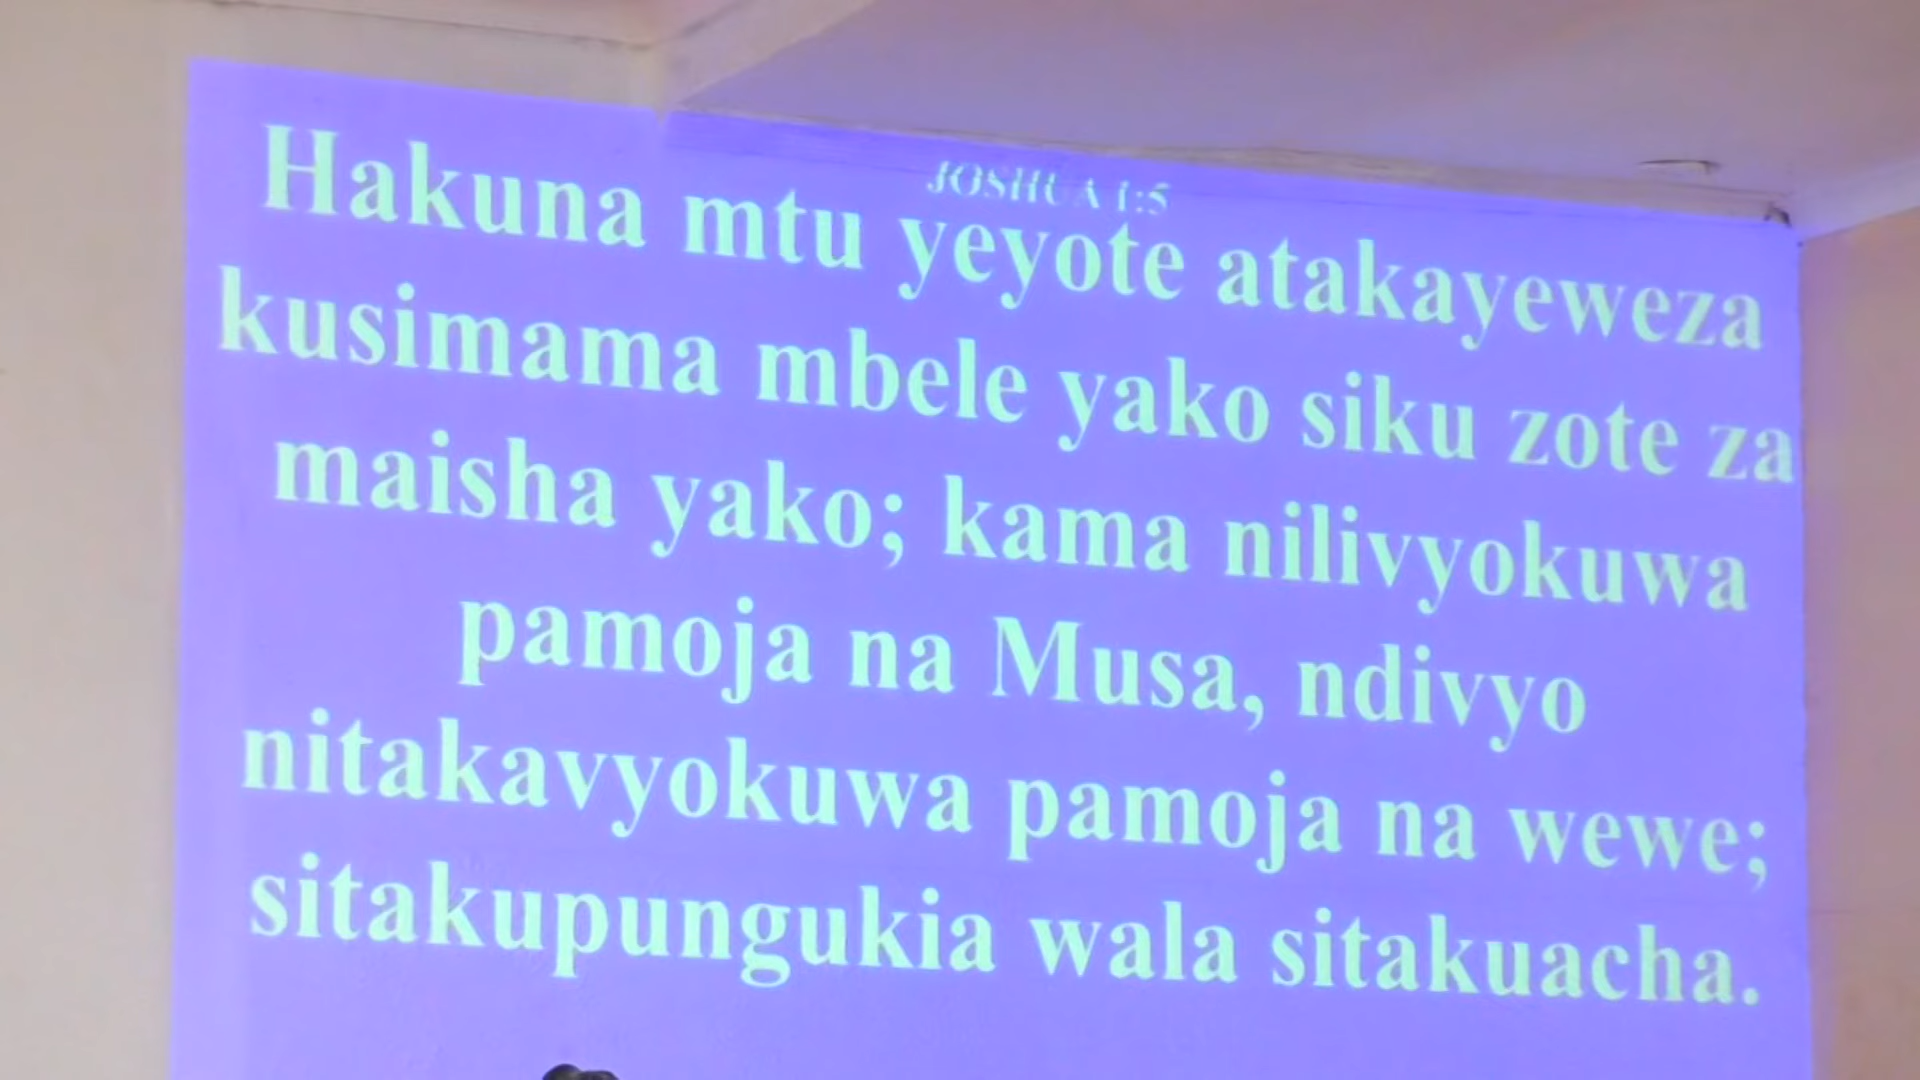 JOSHUA 1:5
Hakuna mtu yeyote atakayeweza
kusimama mbele yako siku zote za
maisha yako; kama nilivyokuwa
pamoja na Musa, ndivyo
nitakavyokuwa pamoja na wewe;
sitakupungukia wala sitakuacha.